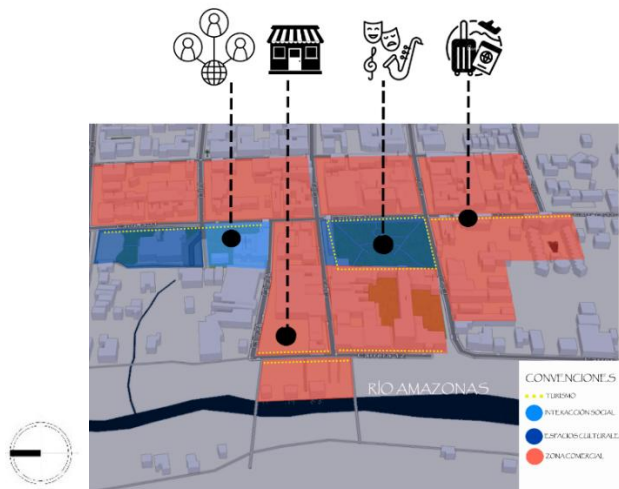 RÍO AMAZONAS
CONVENCIONES
TURISMO
INTERACCIÓN SOCIAL
ESPACIOS CULTURALES
ZONA COMERCIAL